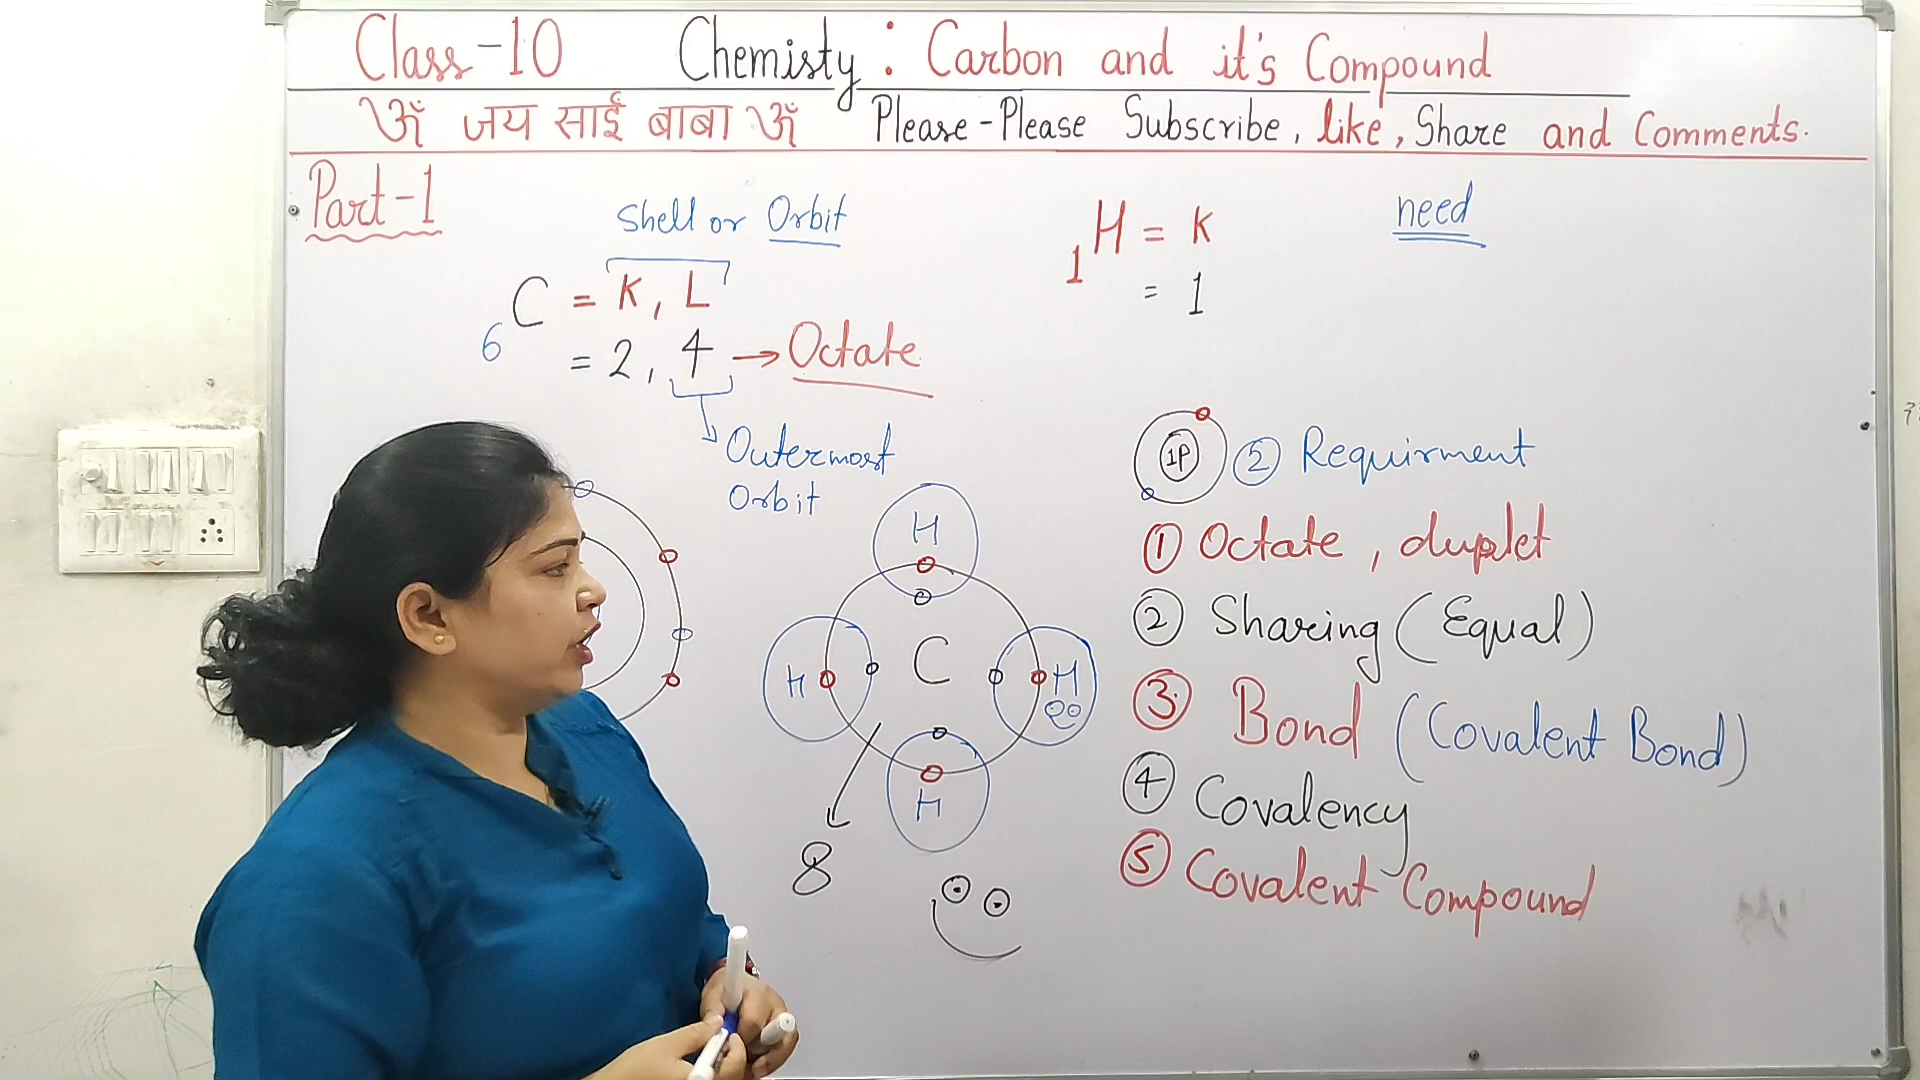 Class-10 Chemisty: Carbon and it's Compound
ॐ जय साईं बाबा ॐ Please-Please Subscribe, like, Share and Comments.
Part-1
Shell or Orbit
6 C = K, L
= 2, 4 → Octate
Outermost
Orbit
1 H = K
= 1
need
1P
② Requirment
① Octate, duplet
② Sharing (Equal)
③ Bond (Covalent Bond)
④ Covalency
⑤ Covalent Compound
H
H C H
H
8